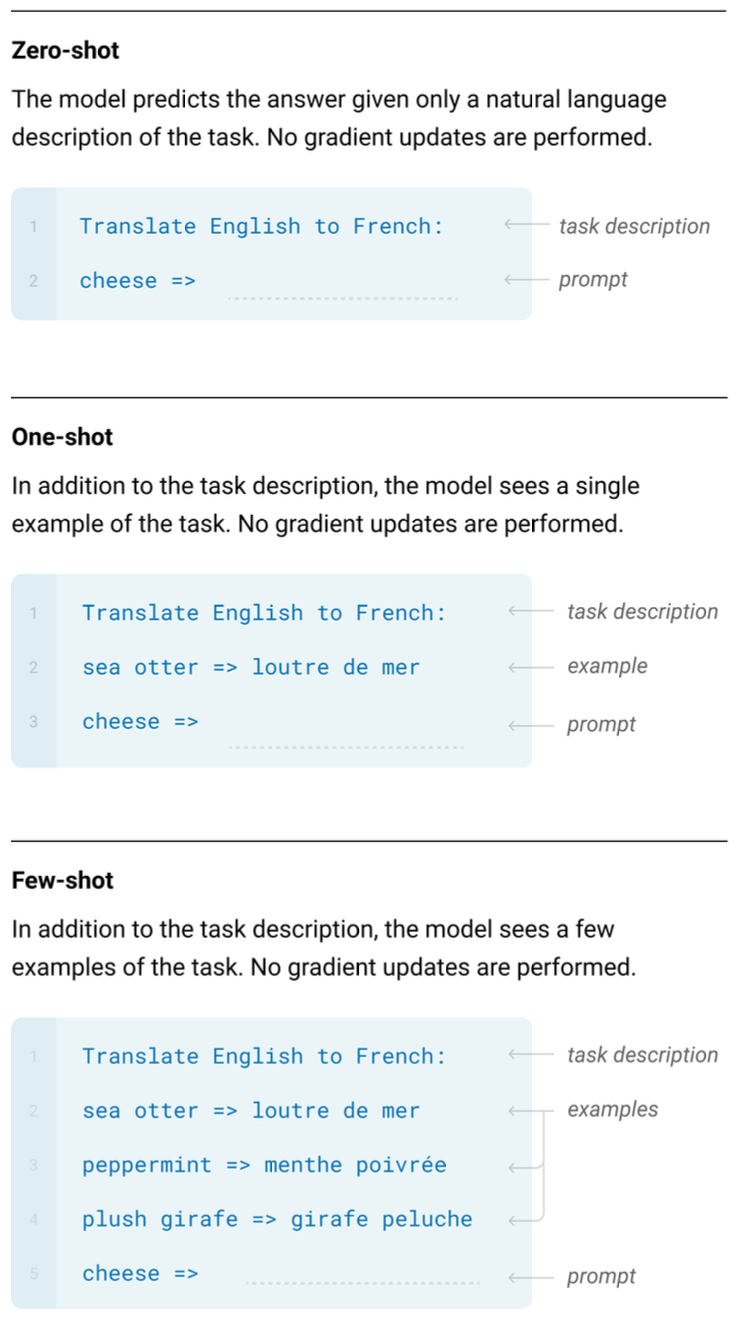 Zero-shot
The model predicts the answer given only a natural language
description of the task. No gradient updates are performed.
1 Translate English to French: task description
2 cheese => prompt
One-shot
In addition to the task description, the model sees a single
example of the task. No gradient updates are performed.
1 Translate English to French: task description
2 sea otter => loutre de mer example
3 cheese => prompt
Few-shot
In addition to the task description, the model sees a few
examples of the task. No gradient updates are performed.
1 Translate English to French: task description
2 sea otter => loutre de mer examples
3 peppermint => menthe poivrée
4 plush girafe => girafe peluche
5 cheese => prompt